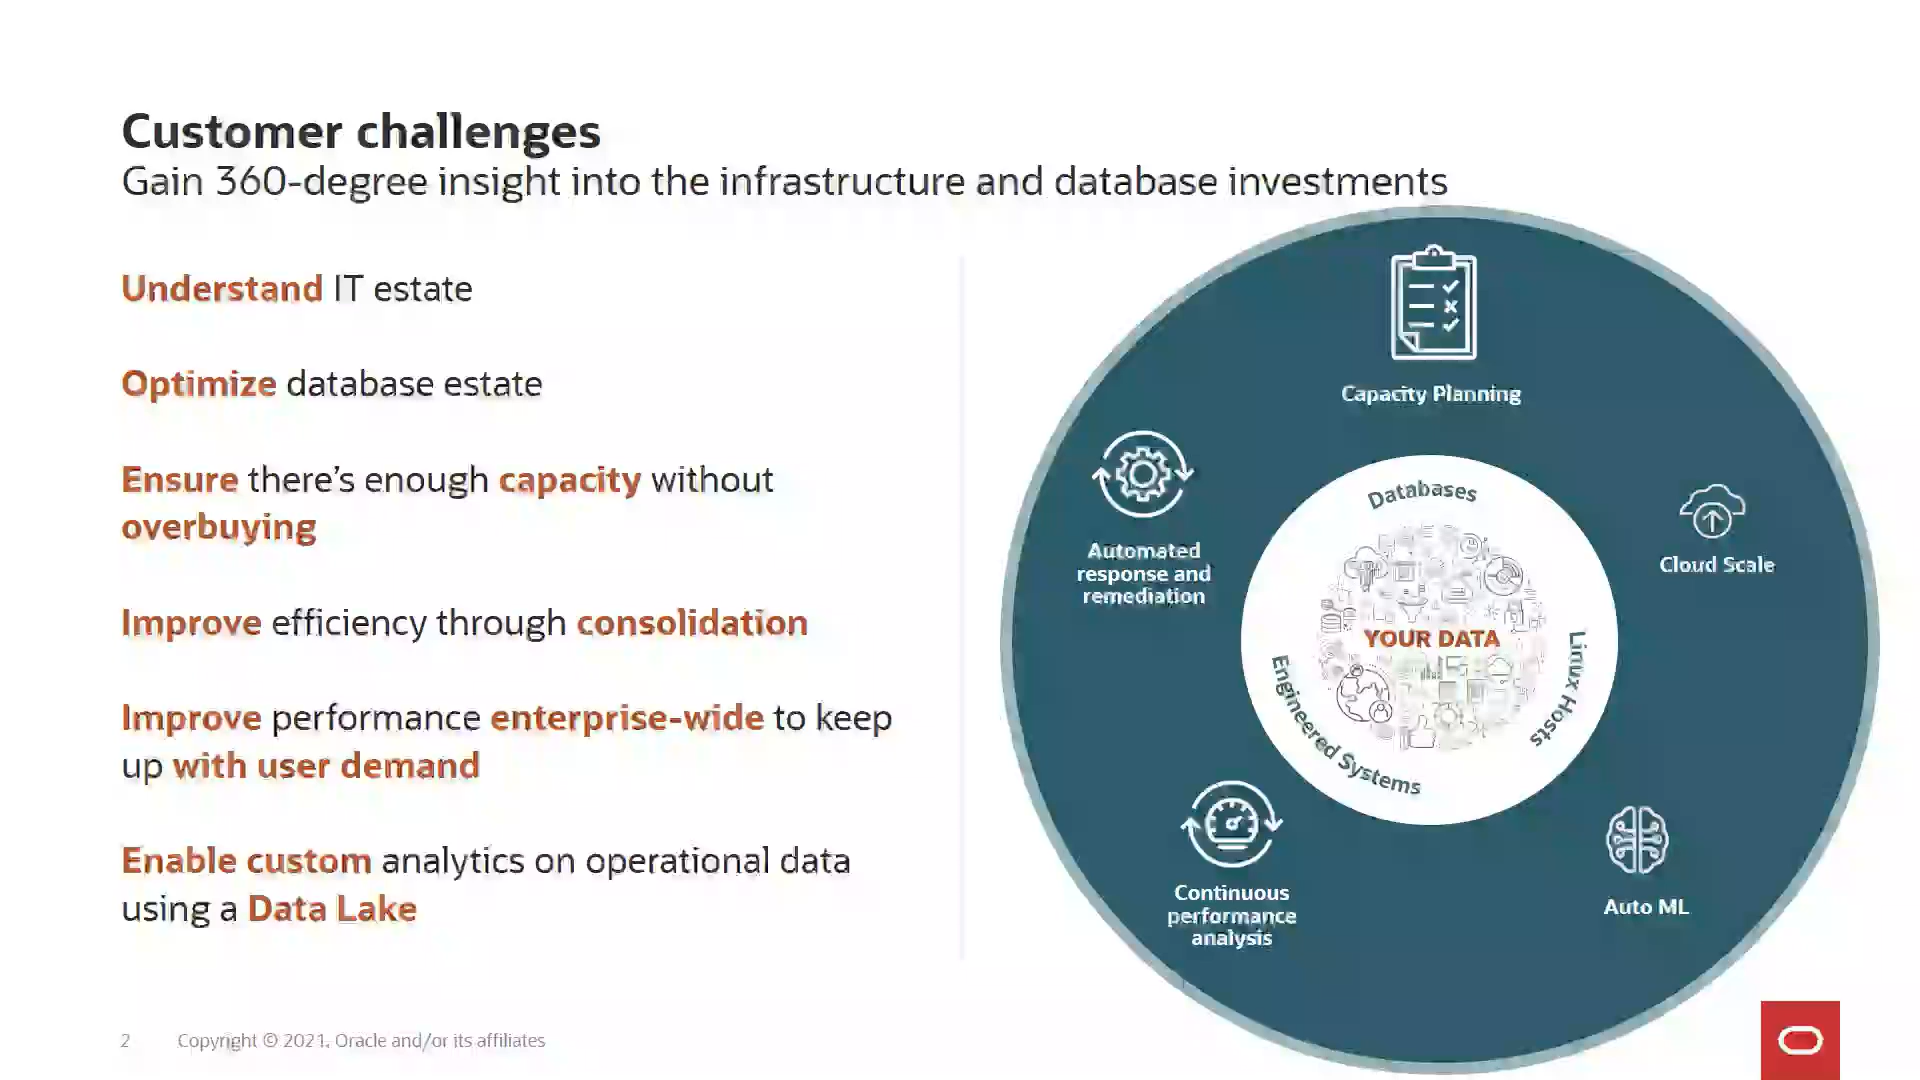 Customer challenges
Gain 360-degree insight into the infrastructure and database investments
Understand IT estate
Optimize database estate
Ensure there's enough capacity without
overbuying
Improve efficiency through consolidation
Improve performance enterprise-wide to keep
up with user demand
Enable custom analytics on operational data
using a Data Lake
Capacity Planning
Automated
response and
remediation
Cloud Scale
Databases
YOUR DATA
Linux Hosts
Engineered Systems
Continuous
performance
analysis
Auto ML
2 Copyright © 2021, Oracle and/or its affiliates